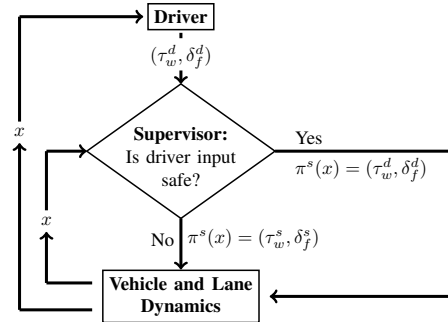 Driver
(τ_w^d, δ_f^d)
x
Supervisor:
Is driver input
safe?
Yes
π^s(x) = (τ_w^d, δ_f^d)
x
No π^s(x) = (τ_w^s, δ_f^s)
Vehicle and Lane
Dynamics